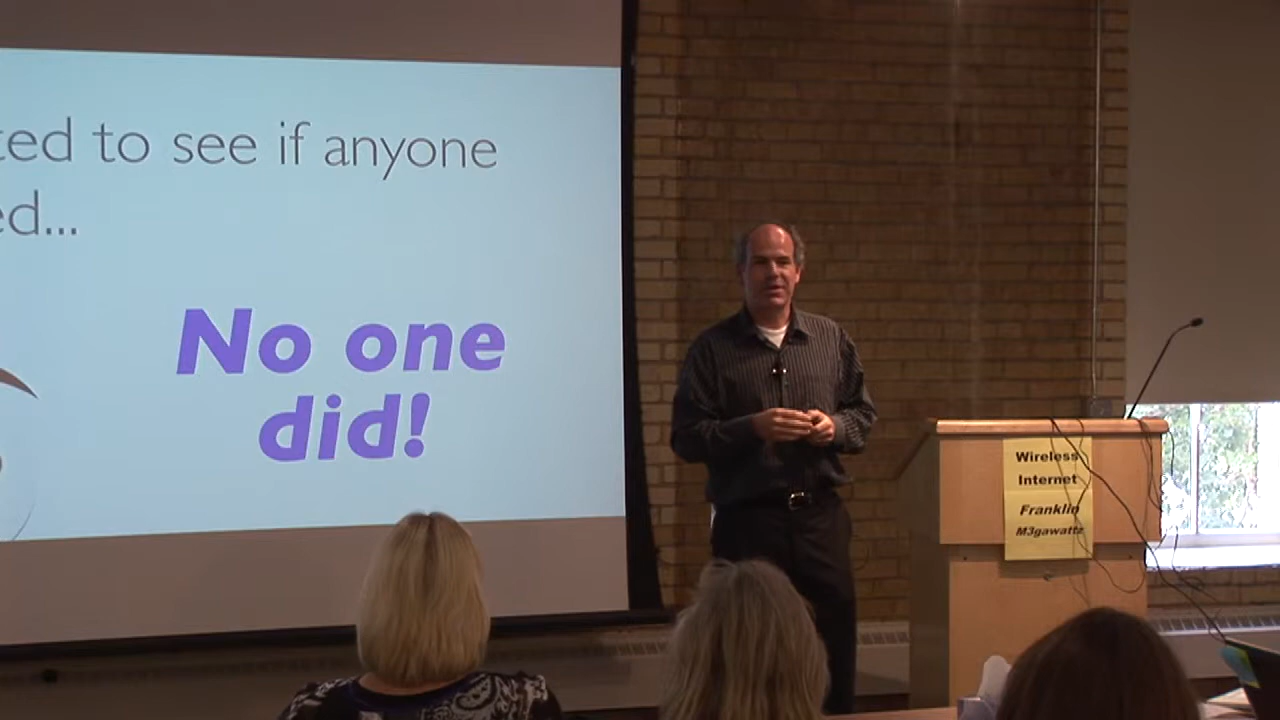 ted to see if anyone
ed...
No one
did!
Wireless
Internet
Franklin
M3gawattz